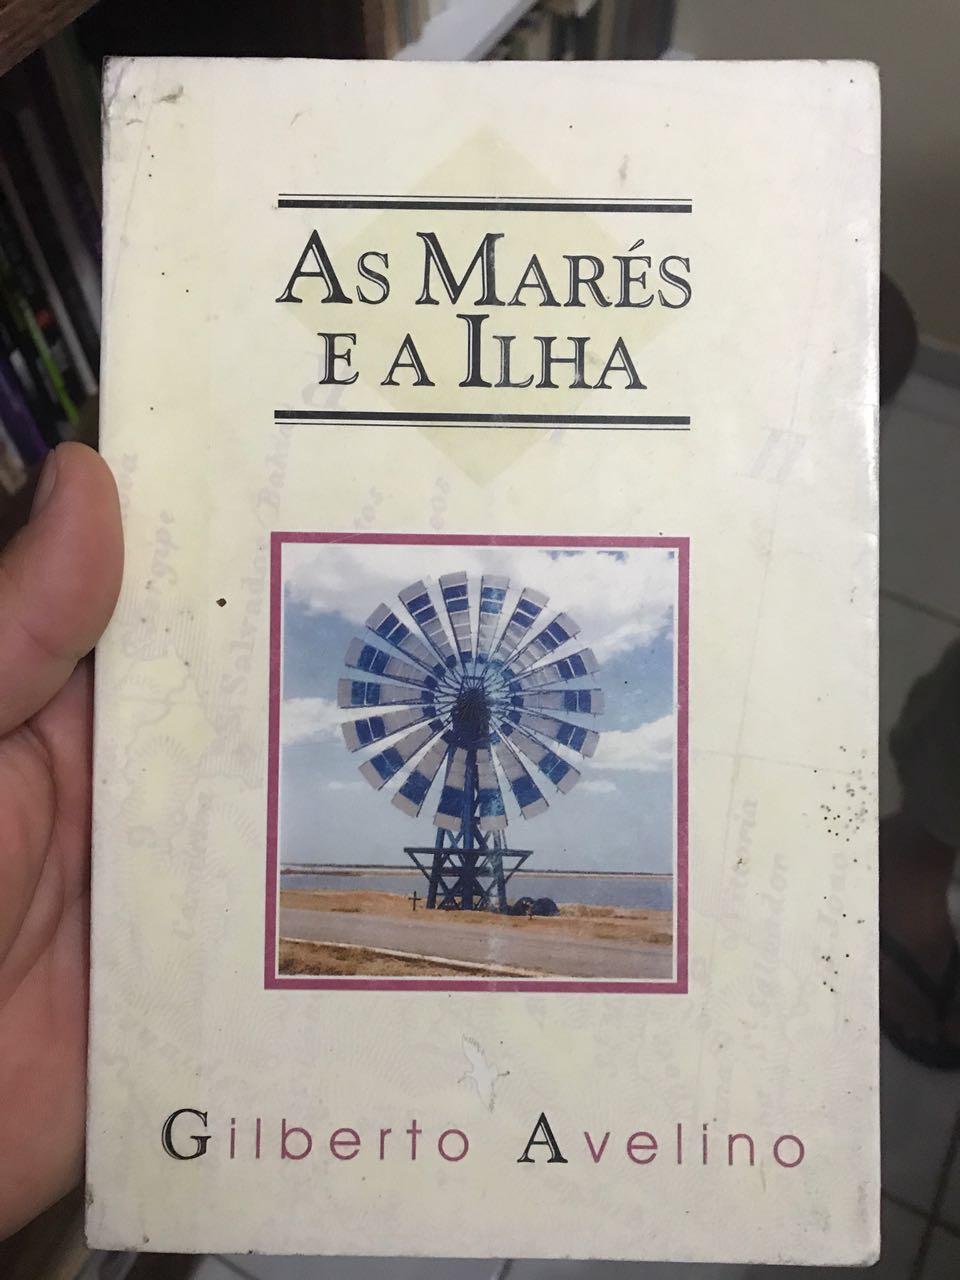 As Marés
e a Ilha
Gilberto Avelino